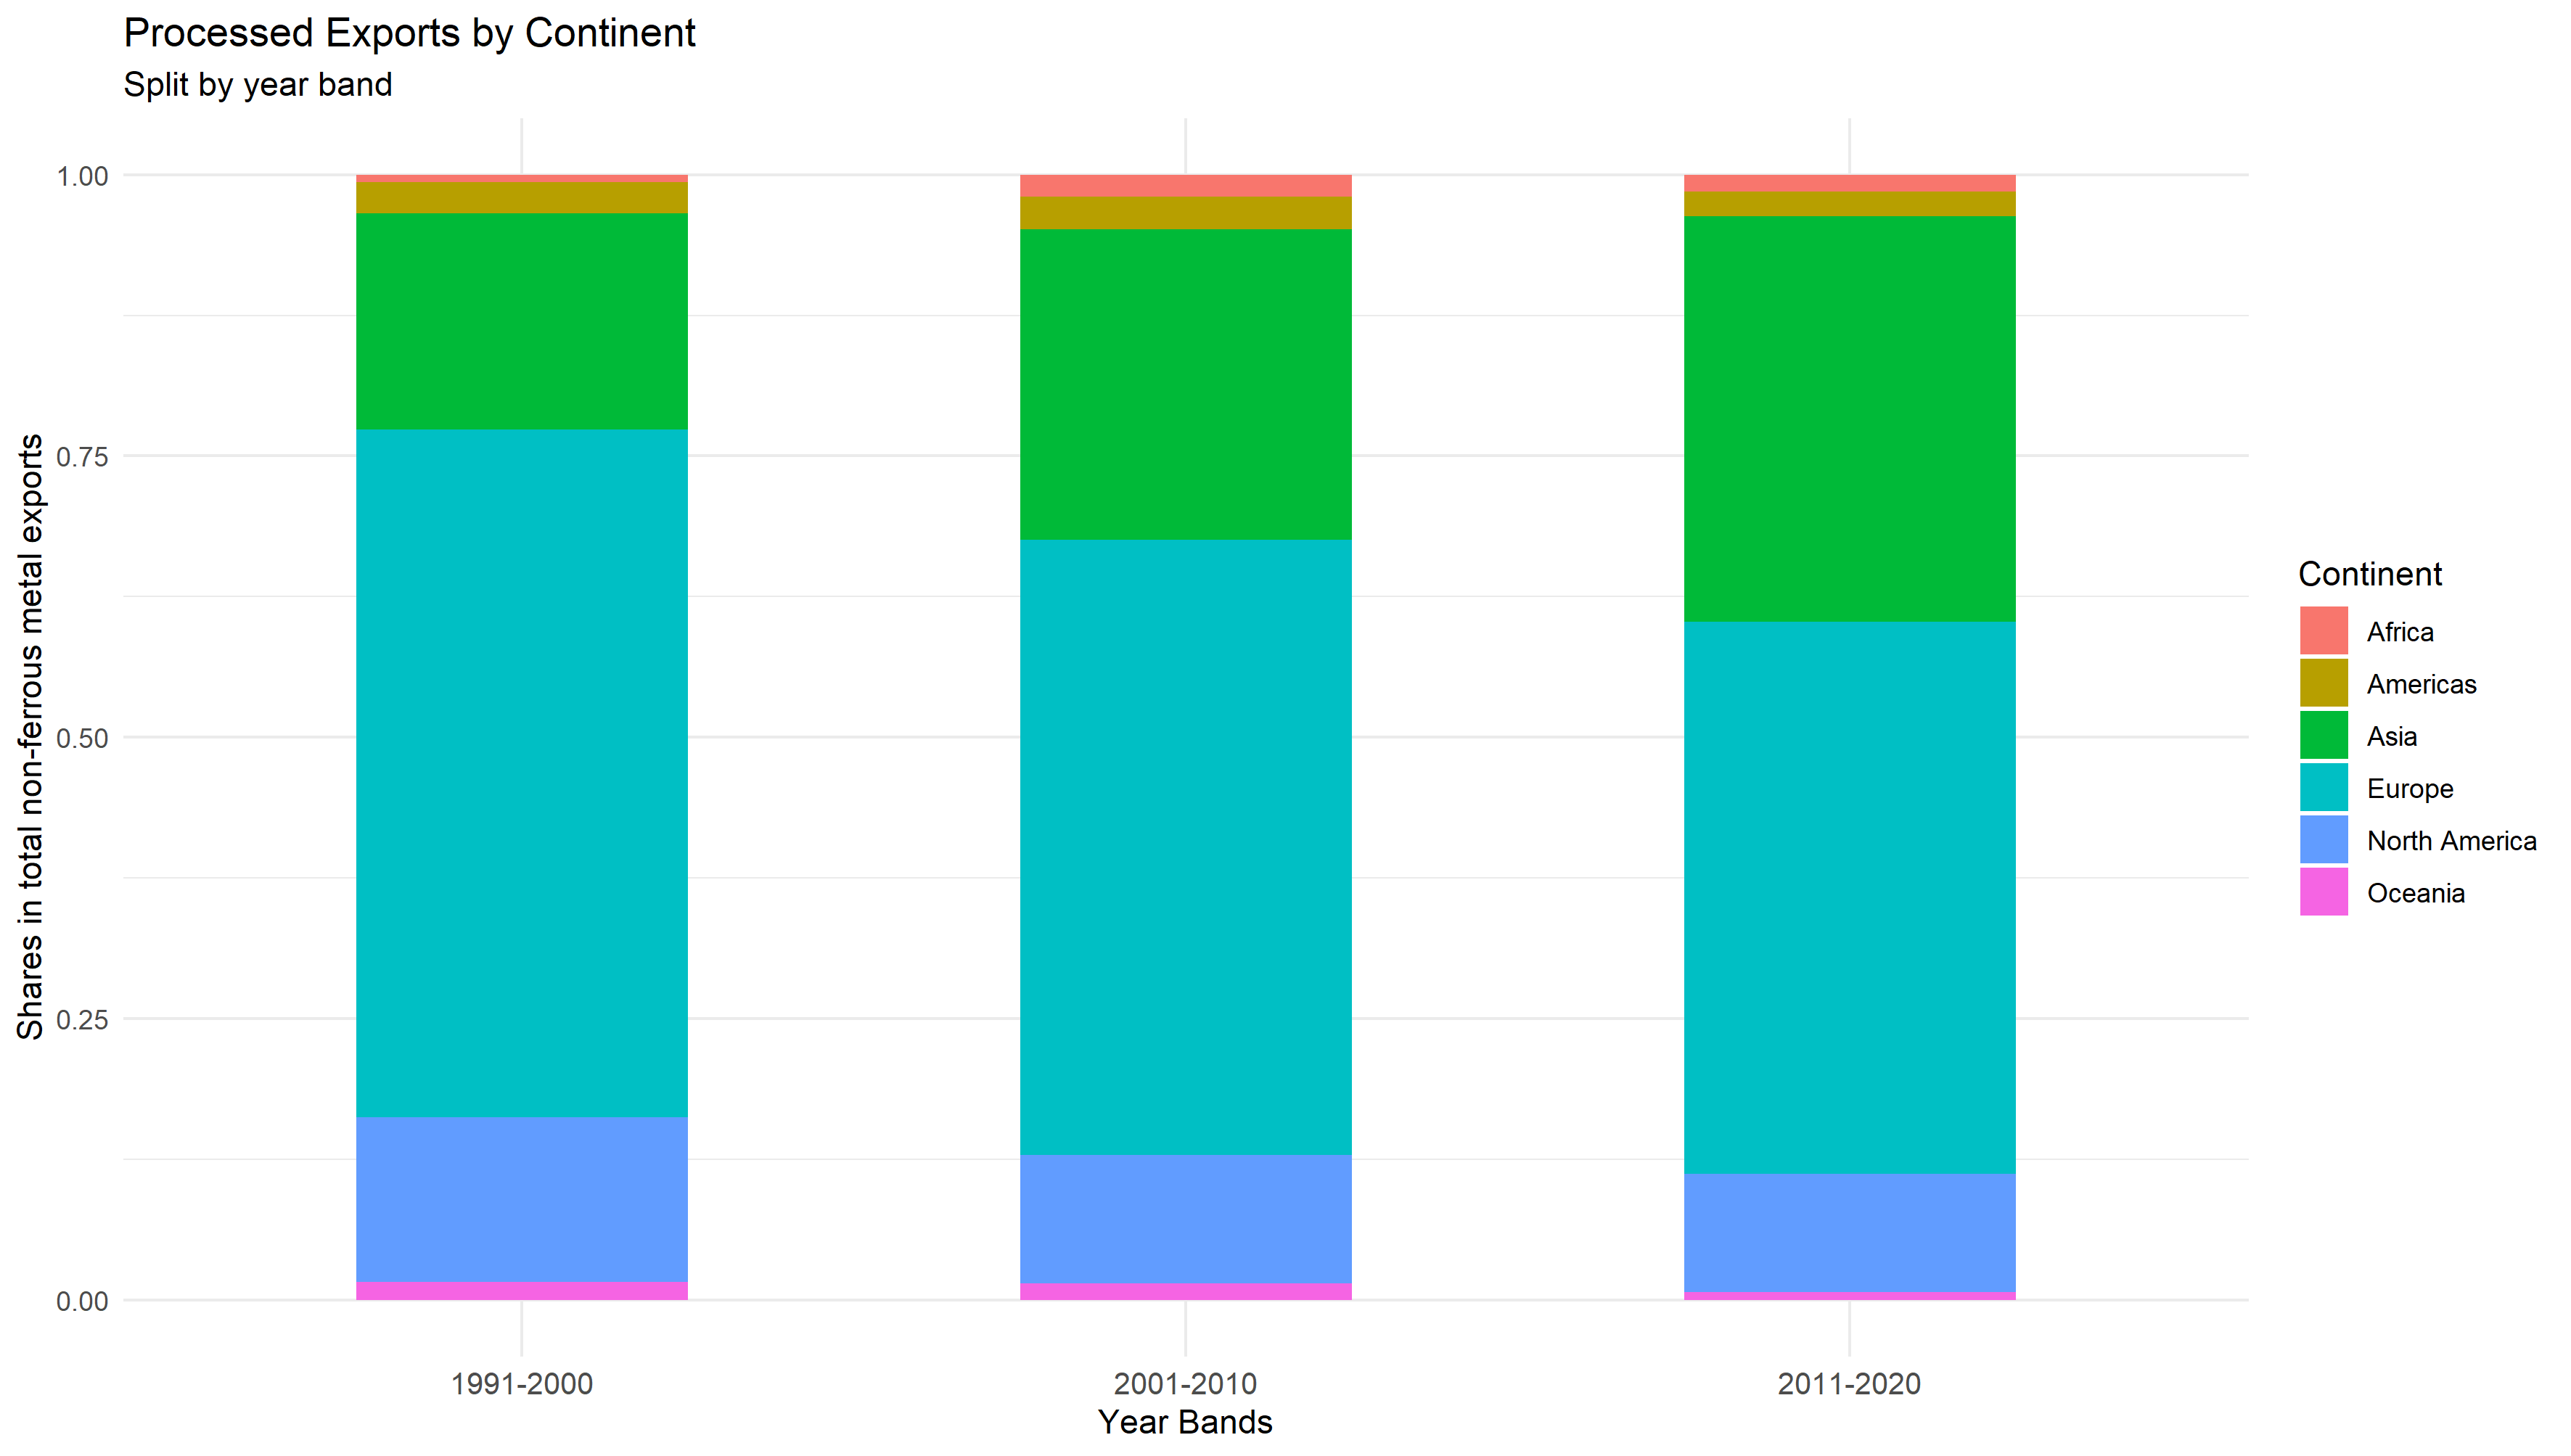 Processed Exports by Continent
Split by year band
Shares in total non-ferrous metal exports
1.00
0.75
0.50
0.25
0.00
1991-2000
2001-2010
2011-2020
Year Bands
Continent
Africa
Americas
Asia
Europe
North America
Oceania